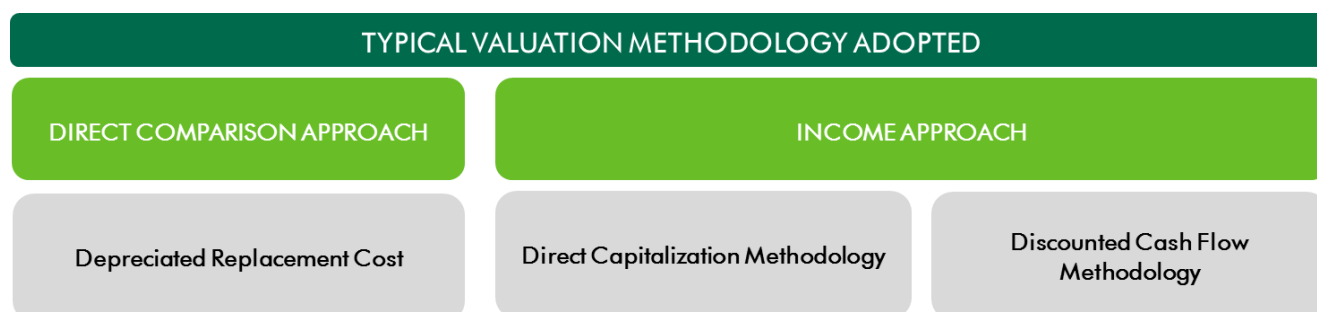 TYPICAL VALUATION METHODOLOGY ADOPTED
DIRECT COMPARISON APPROACH
INCOME APPROACH
Depreciated Replacement Cost
Direct Capitalization Methodology
Discounted Cash Flow
Methodology